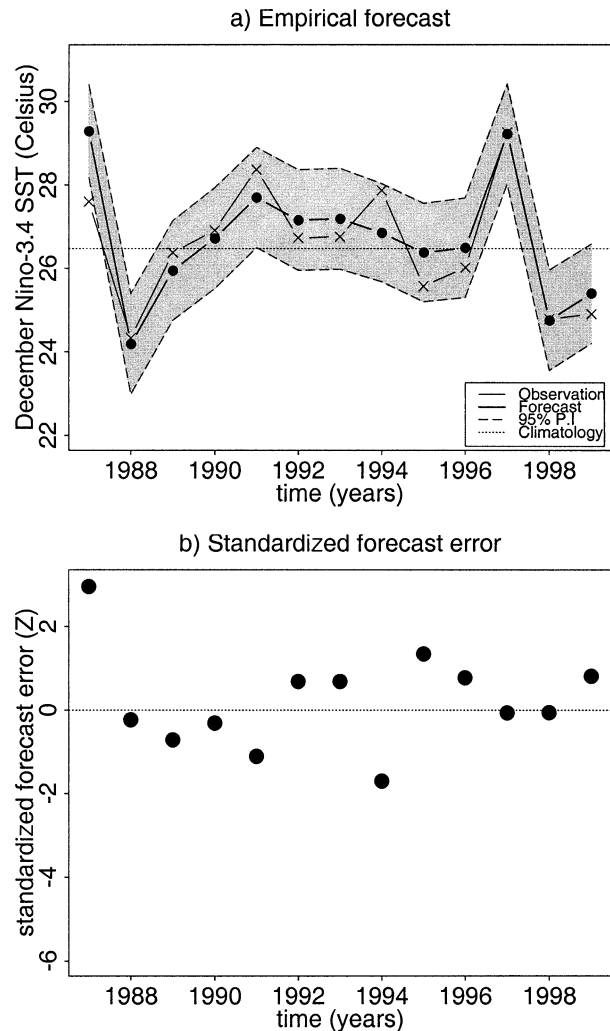 a) Empirical forecast
December Nino-3.4 SST (Celsius)
30
28
26
24
22
Observation
Forecast
95% P.I
Climatology
1988 1990 1992 1994 1996 1998
time (years)
b) Standardized forecast error
standardized forecast error (Z)
2
0
-2
-4
-6
1988 1990 1992 1994 1996 1998
time (years)